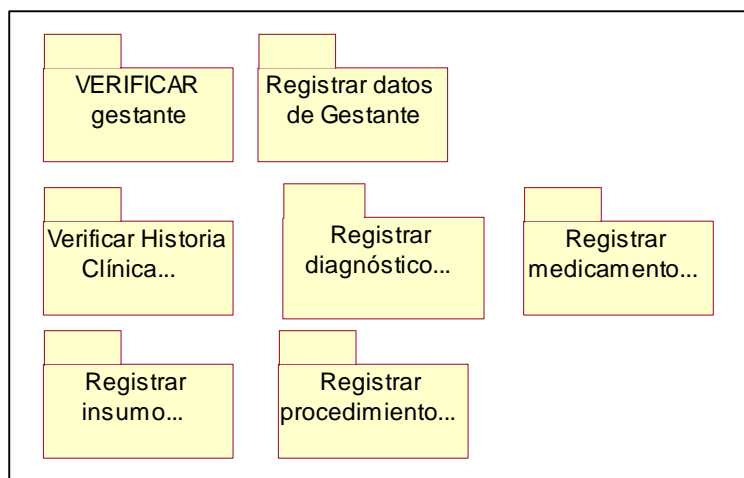 VERIFICAR
gestante
Registrar datos
de Gestante
Verificar Historia
Clínica...
Registrar
diagnóstico...
Registrar
medicamento...
Registrar
insumo...
Registrar
procedimiento...